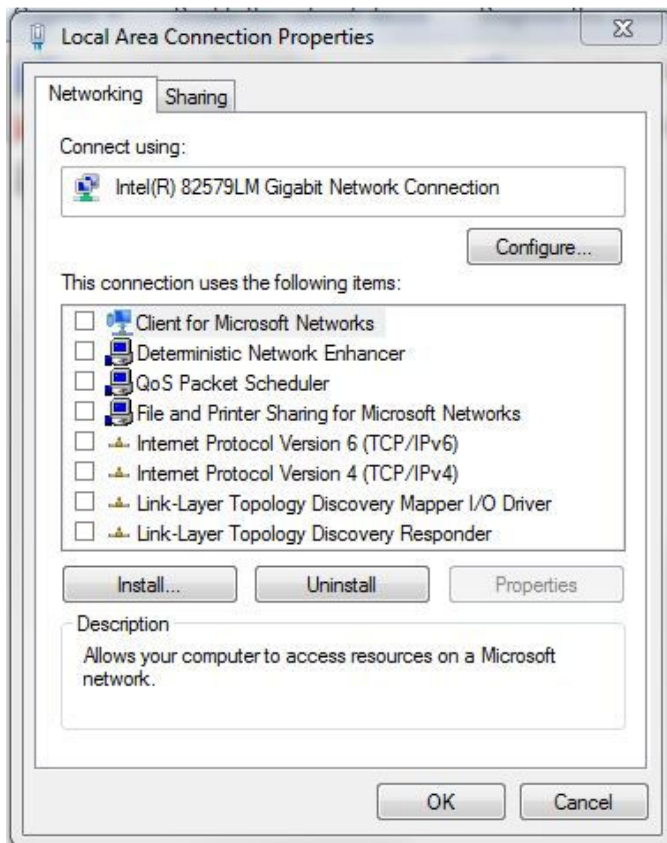 Local Area Connection Properties
Networking
Sharing
Connect using:
Intel(R) 82579LM Gigabit Network Connection
Configure...
This connection uses the following items:
Client for Microsoft Networks
Deterministic Network Enhancer
QoS Packet Scheduler
File and Printer Sharing for Microsoft Networks
Internet Protocol Version 6 (TCP/IPv6)
Internet Protocol Version 4 (TCP/IPv4)
Link-Layer Topology Discovery Mapper I/O Driver
Link-Layer Topology Discovery Responder
Install...
Uninstall
Properties
Description
Allows your computer to access resources on a Microsoft
network.
OK
Cancel